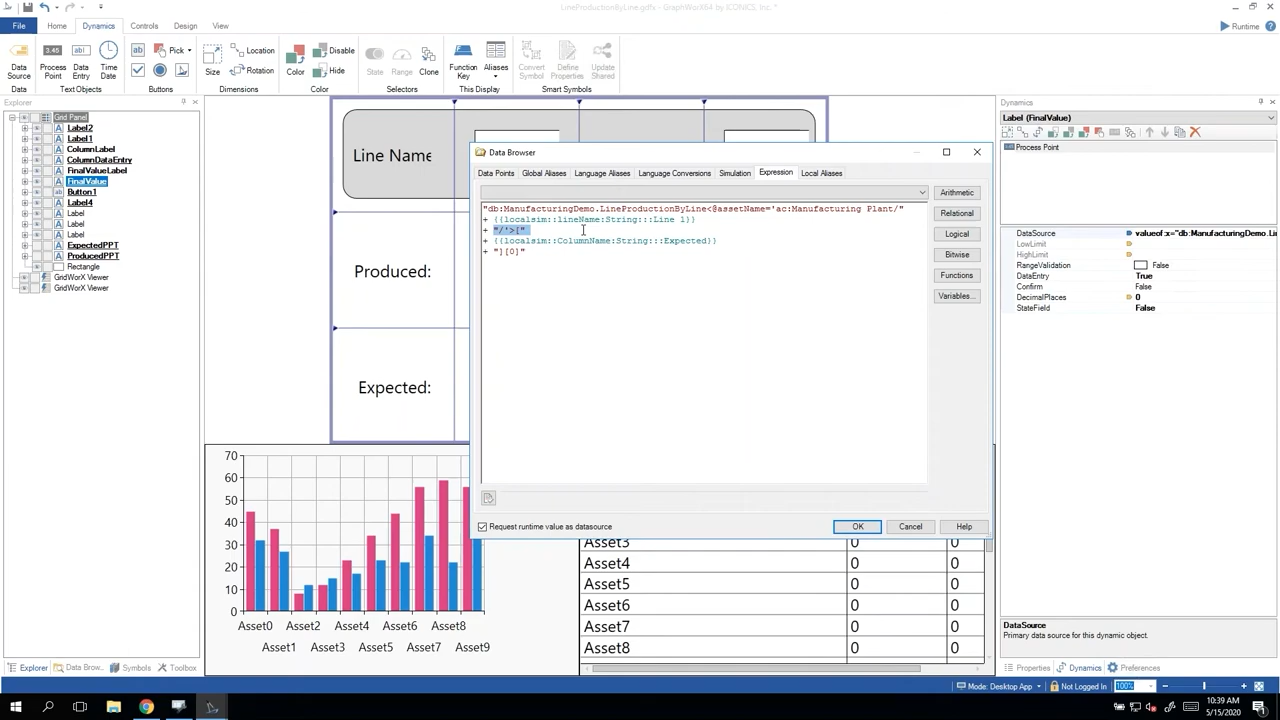 LineProductionByLine.gdfx - GraphWorX64 by ICONICS, Inc. *
File Home Dynamics Controls Design View
Runtime
Data Source
Process Point
Data Entry
Time Date
Pick
Size
Location
Rotation
Color
Disable
Hide
State
Range
Clone
Function Key
Aliases
Convert Symbol
Define Properties
Update Shared
Data
Text Objects
Buttons
Dimensions
Color
Selectors
This Display
Smart Symbols
Explorer
Grid Panel
Label2
Label1
ColumnLabel
ColumnDataEntry
FinalValueLabel
FinalValue
Button1
Label4
Label
Label
Label
ExpectedPPT
ProducedPPT
Rectangle
GridWorX Viewer
GridWorX Viewer
Line Name
Produced:
Expected:
Data Browser
Data Points Global Aliases Language Aliases Language Conversions Simulation Expression Local Aliases
"db:ManufacturingDemo.LineProductionByLine<@assetName='ac:Manufacturing Plant/"
+ {{localsim::lineName:String:::Line 1}}
+ "/'>["
+ {{localsim::ColumnName:String:::Expected}}
+ "][0]"
Arithmetic
Relational
Logical
Bitwise
Functions
Variables...
Request runtime value as datasource
OK Cancel Help
Dynamics
Label (FinalValue)
Process Point
DataSource valueof:x="db:ManufacturingDemo.Li
LowLimit
HighLimit
RangeValidation False
DataEntry True
Confirm False
DecimalPlaces 0
StateField False
DataSource
Primary data source for this dynamic object.
70
60
50
40
30
20
10
0
Asset0 Asset2 Asset4 Asset6 Asset8
Asset1 Asset3 Asset5 Asset7 Asset9
Asset3 0 0
Asset4 0 0
Asset5 0 0
Asset6 0 0
Asset7 0 0
Asset8 0 0
Explorer Data Brow... Symbols Toolbox
Properties Dynamics Preferences
Mode: Desktop App Not Logged In 100%
10:39 AM
5/15/2020